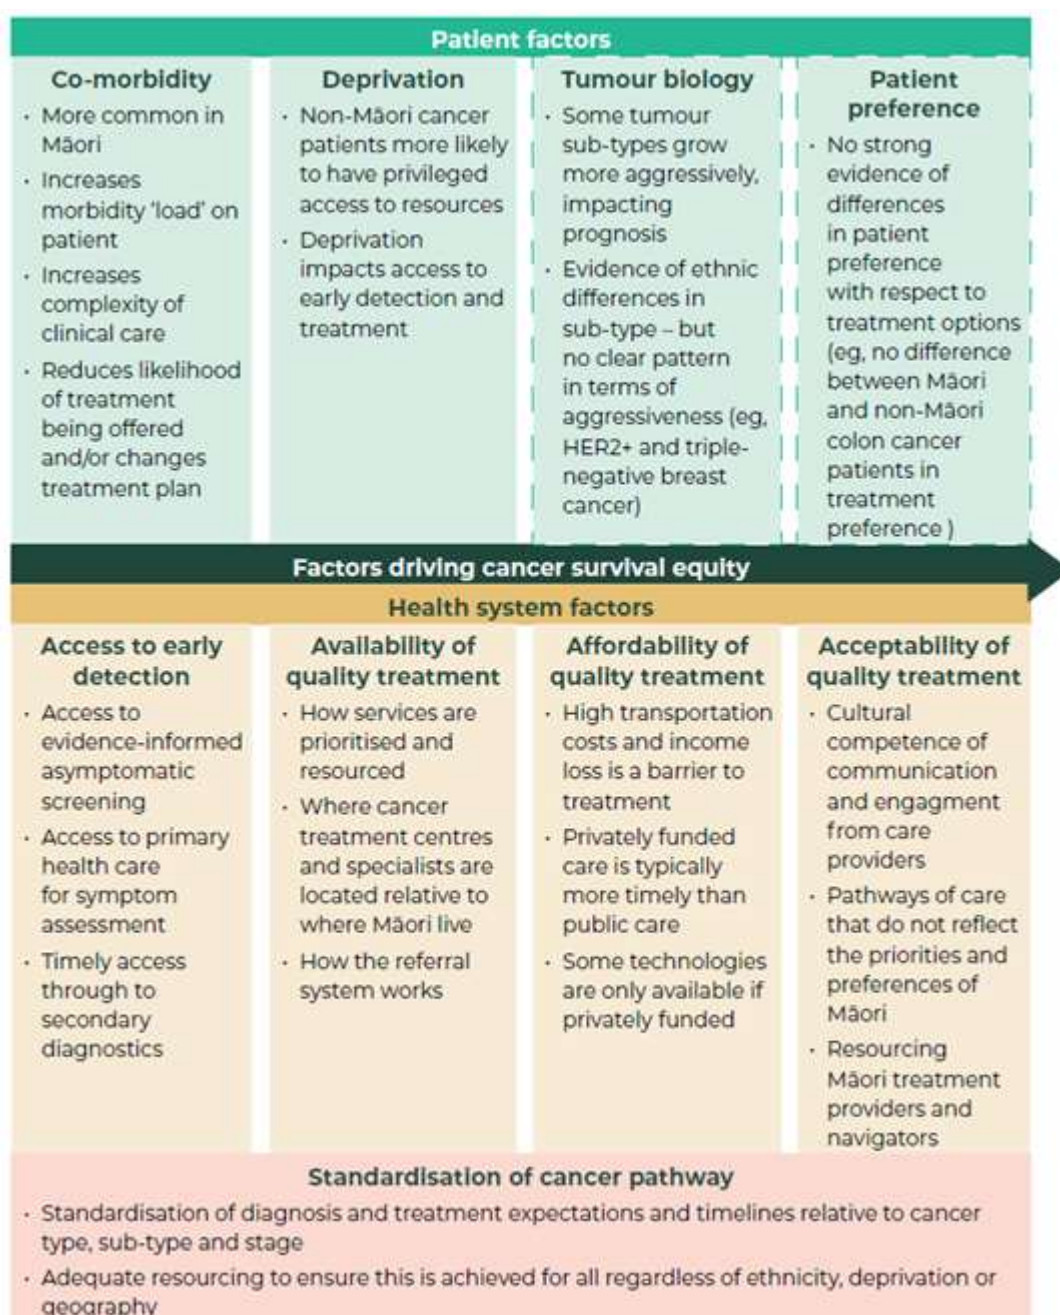 Patient factors
Co-morbidity
· More common in
Māori
· Increases
morbidity ‘load’ on
patient
· Increases
complexity of
clinical care
· Reduces likelihood
of treatment
being offered
and/or changes
treatment plan
Deprivation
· Non-Māori cancer
patients more likely
to have privileged
access to resources
· Deprivation
impacts access to
early detection and
treatment
Tumour biology
· Some tumour
sub-types grow
more aggressively,
impacting
prognosis
· Evidence of ethnic
differences in
sub-type – but
no clear pattern
in terms of
aggressiveness (eg,
HER2+ and triple-
negative breast
cancer)
Patient
preference
· No strong
evidence of
differences
in patient
preference
with respect to
treatment options
(eg, no difference
between Māori
and non-Māori
colon cancer
patients in
treatment
preference )
Factors driving cancer survival equity
Health system factors
Access to early
detection
· Access to
evidence-informed
asymptomatic
screening
· Access to primary
health care
for symptom
assessment
· Timely access
through to
secondary
diagnostics
Availability of
quality treatment
· How services are
prioritised and
resourced
· Where cancer
treatment centres
and specialists are
located relative to
where Māori live
· How the referral
system works
Affordability of
quality treatment
· High transportation
costs and income
loss is a barrier to
treatment
· Privately funded
care is typically
more timely than
public care
· Some technologies
are only available if
privately funded
Acceptability of
quality treatment
· Cultural
competence of
communication
and engagment
from care
providers
· Pathways of care
that do not reflect
the priorities and
preferences of
Māori
· Resourcing
Māori treatment
providers and
navigators
Standardisation of cancer pathway
· Standardisation of diagnosis and treatment expectations and timelines relative to cancer
type, sub-type and stage
· Adequate resourcing to ensure this is achieved for all regardless of ethnicity, deprivation or
geography